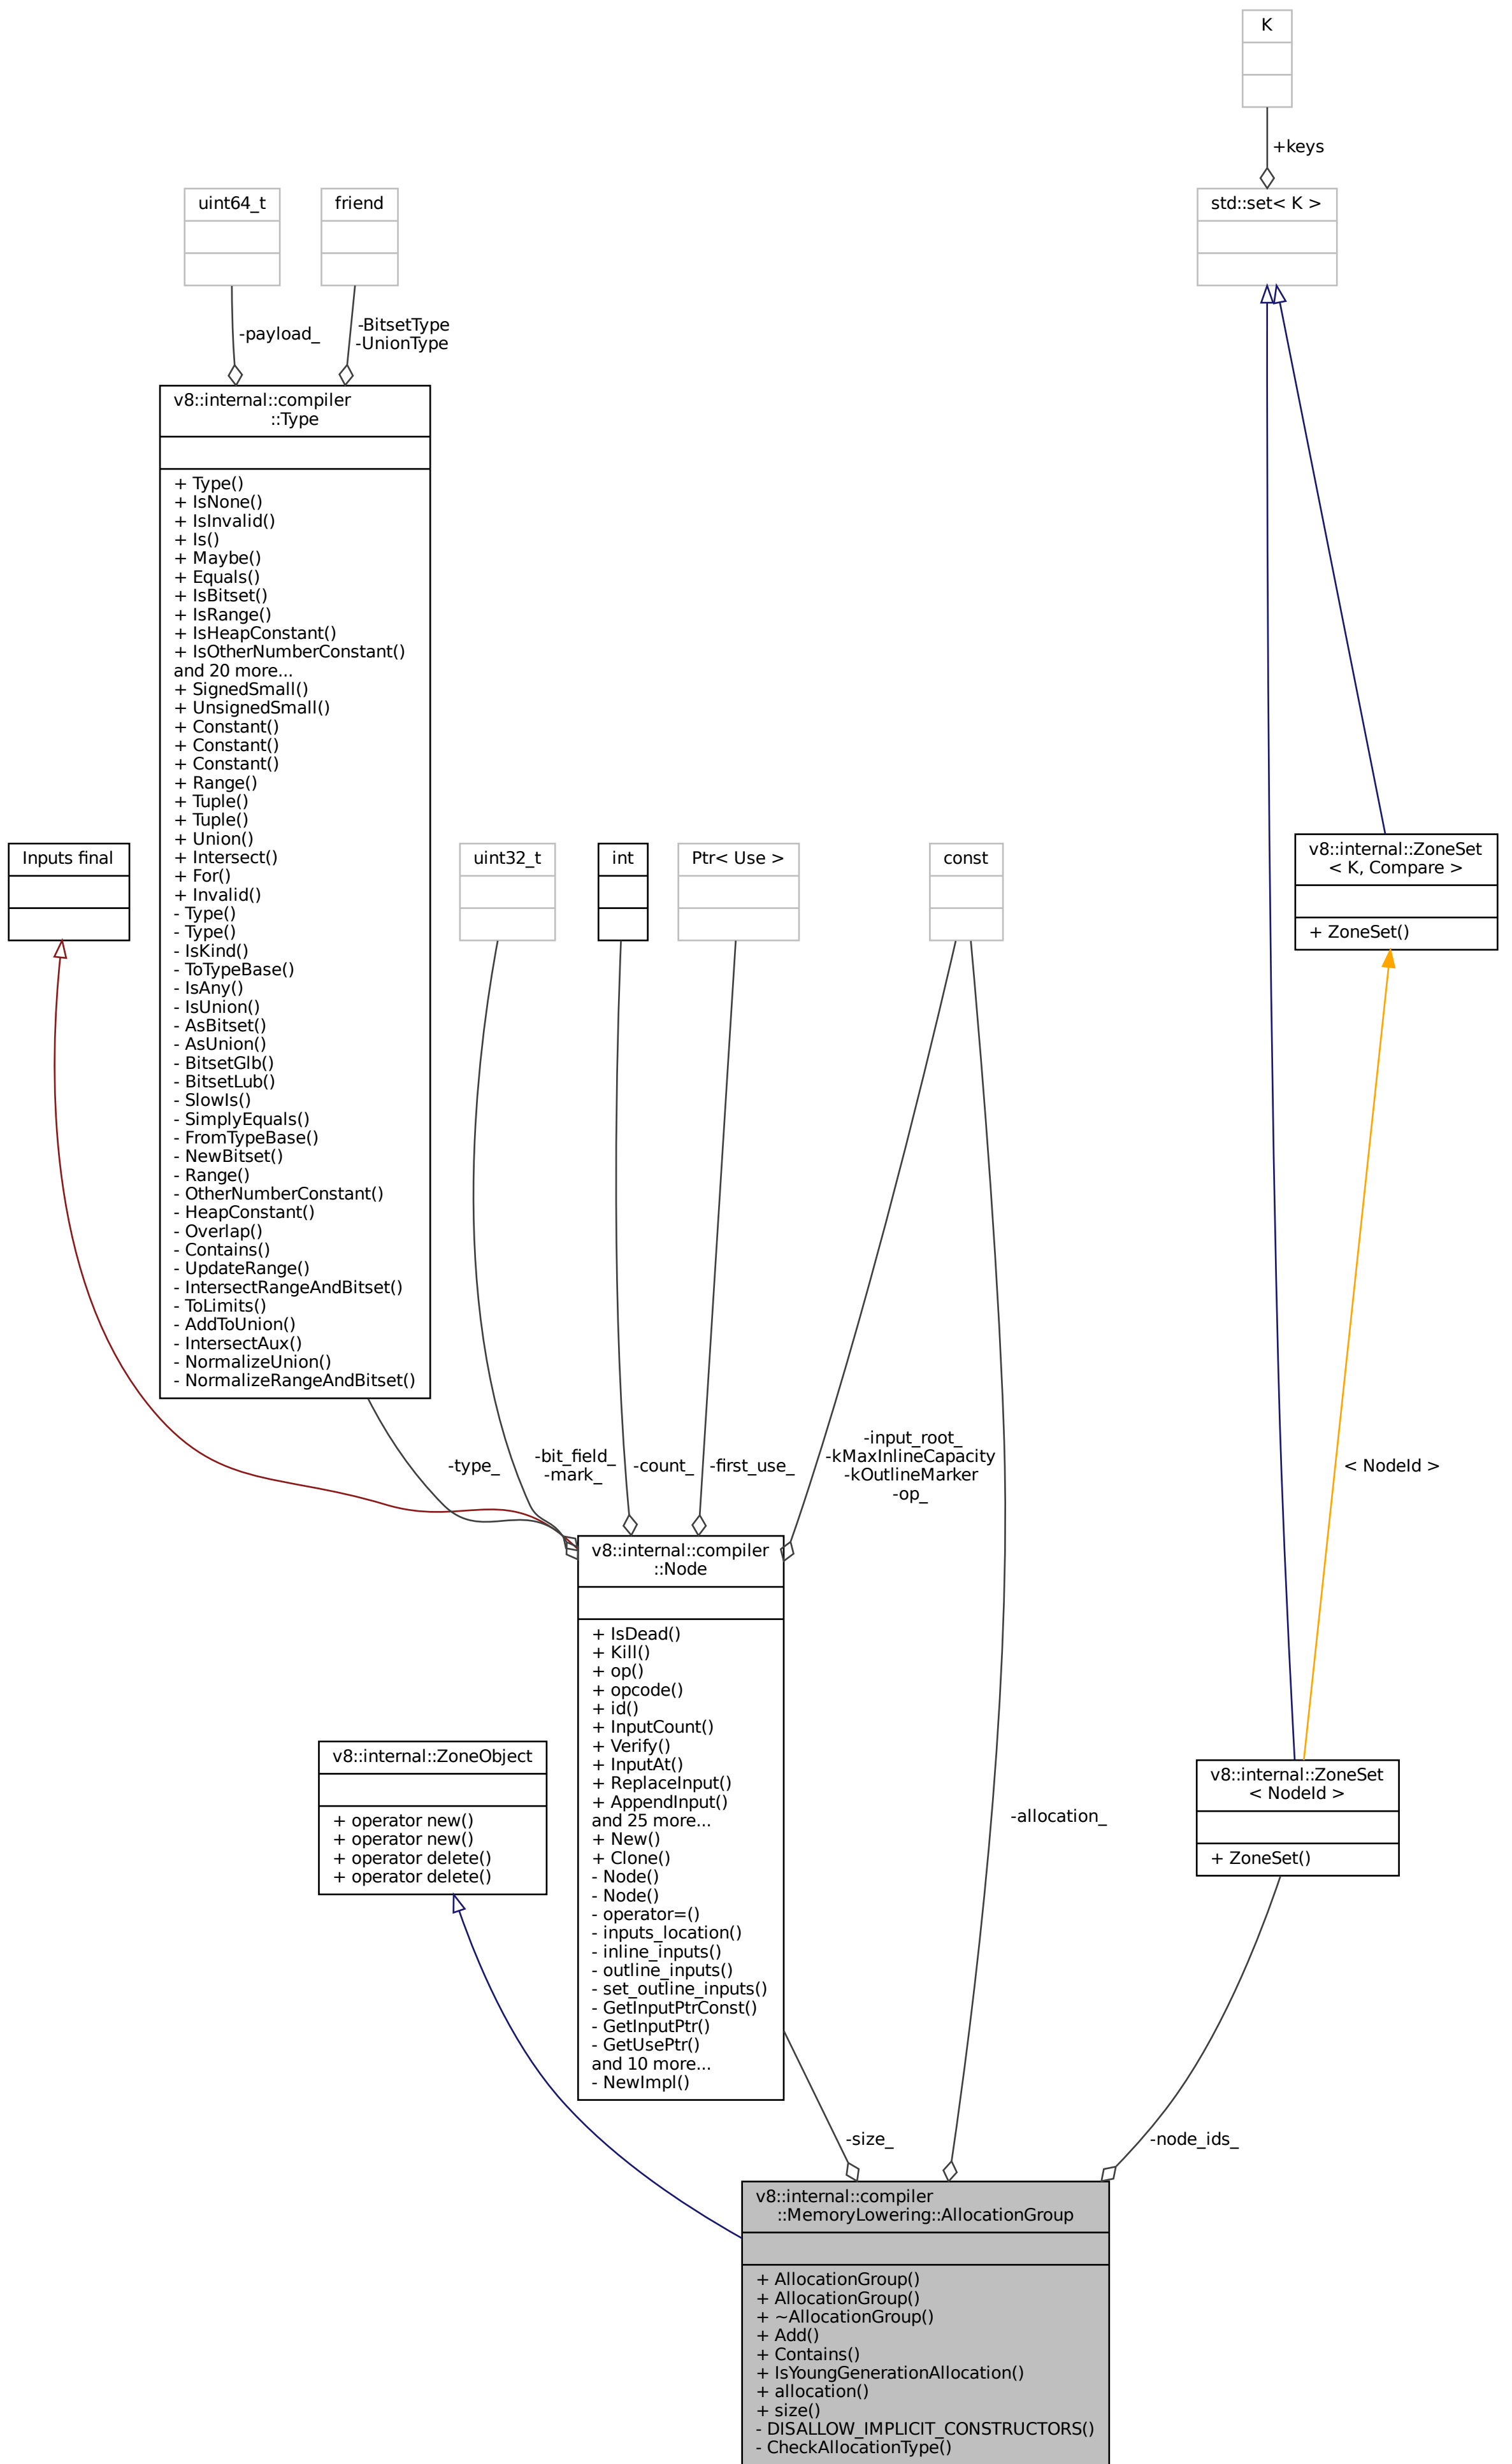 K
+keys
uint64_t
friend
std::set< K >
-payload_
-BitsetType
-UnionType
v8::internal::compiler
::Type
+ Type()
+ IsNone()
+ IsInvalid()
+ Is()
+ Maybe()
+ Equals()
+ IsBitset()
+ IsRange()
+ IsHeapConstant()
+ IsOtherNumberConstant()
and 20 more...
+ SignedSmall()
+ UnsignedSmall()
+ Constant()
+ Constant()
+ Constant()
+ Range()
+ Tuple()
+ Tuple()
+ Union()
+ Intersect()
+ For()
+ Invalid()
- Type()
- Type()
- IsKind()
- ToTypeBase()
- IsAny()
- IsUnion()
- AsBitset()
- AsUnion()
- BitsetGlb()
- BitsetLub()
- SlowIs()
- SimplyEquals()
- FromTypeBase()
- NewBitset()
- Range()
- OtherNumberConstant()
- HeapConstant()
- Overlap()
- Contains()
- UpdateRange()
- IntersectRangeAndBitset()
- ToLimits()
- AddToUnion()
- IntersectAux()
- NormalizeUnion()
- NormalizeRangeAndBitset()
Inputs final
uint32_t
int
Ptr< Use >
const
v8::internal::ZoneSet
< K, Compare >
+ ZoneSet()
-type_
-bit_field_
-mark_
-count_
-first_use_
-input_root_
-kMaxInlineCapacity
-kOutlineMarker
-op_
< NodeId >
v8::internal::compiler
::Node
+ IsDead()
+ Kill()
+ op()
+ opcode()
+ id()
+ InputCount()
+ Verify()
+ InputAt()
+ ReplaceInput()
+ AppendInput()
and 25 more...
+ New()
+ Clone()
- Node()
- Node()
- operator=()
- inputs_location()
- inline_inputs()
- outline_inputs()
- set_outline_inputs()
- GetInputPtrConst()
- GetInputPtr()
- GetUsePtr()
and 10 more...
- NewImpl()
v8::internal::ZoneObject
+ operator new()
+ operator new()
+ operator delete()
+ operator delete()
-allocation_
v8::internal::ZoneSet
< NodeId >
+ ZoneSet()
-size_
-node_ids_
v8::internal::compiler
::MemoryLowering::AllocationGroup
+ AllocationGroup()
+ AllocationGroup()
+ ~AllocationGroup()
+ Add()
+ Contains()
+ IsYoungGenerationAllocation()
+ allocation()
+ size()
- DISALLOW_IMPLICIT_CONSTRUCTORS()
- CheckAllocationType()